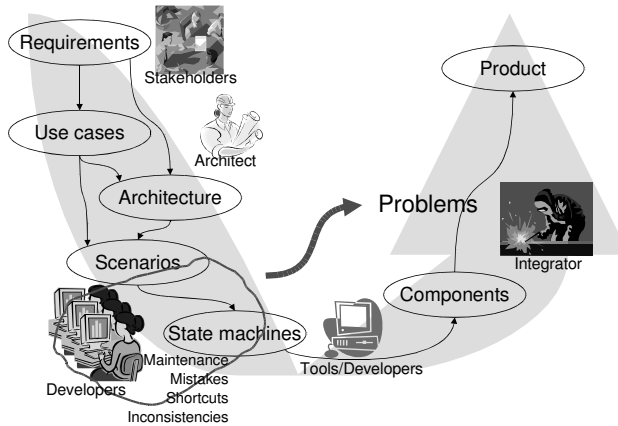 Requirements
Stakeholders
Product
Use cases
Architect
Architecture
Problems
Scenarios
Integrator
Components
State machines
Maintenance
Tools/Developers
Mistakes
Developers
Shortcuts
Inconsistencies